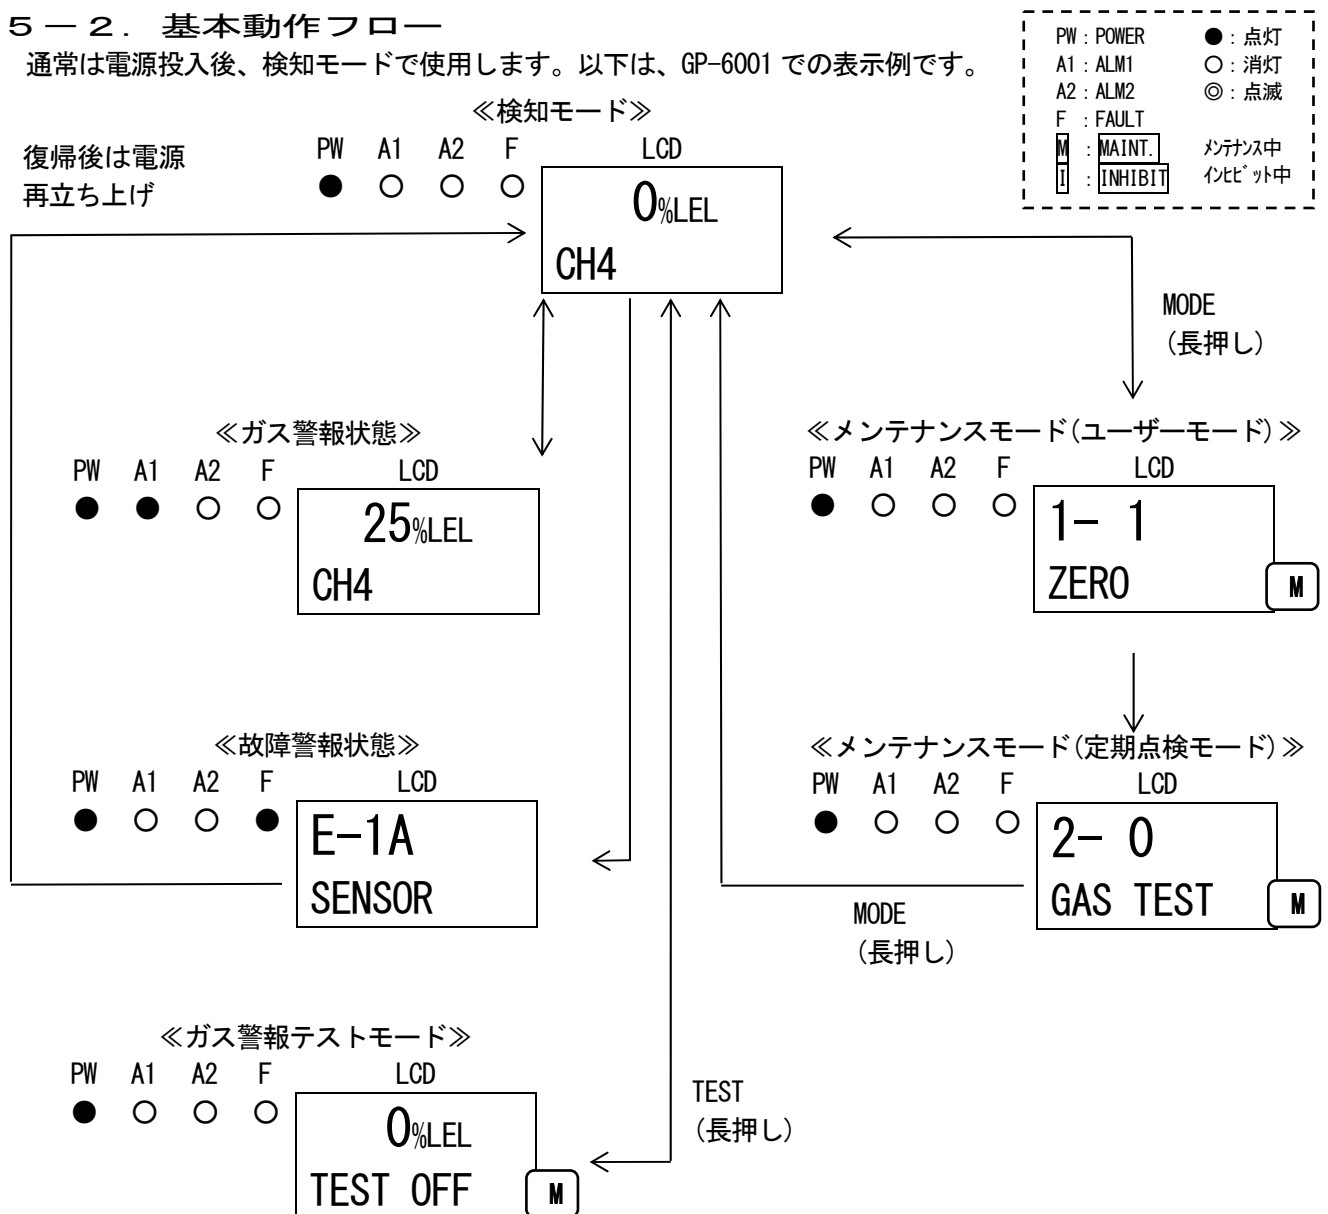 5－2．基本動作フロー
通常は電源投入後、検知モードで使用します。以下は、GP-6001 での表示例です。
PW : POWER ● : 点灯
A1 : ALM1 ○ : 消灯
A2 : ALM2 ◎ : 点滅
F : FAULT
M : MAINT. ﾒﾝﾃﾅﾝｽ中
I : INHIBIT ｲﾝﾋﾋﾞｯﾄ中
≪検知モード≫
復帰後は電源
再立ち上げ
PW A1 A2 F LCD
● ○ ○ ○
0%LEL
CH4
MODE
(長押し)
≪ガス警報状態≫
PW A1 A2 F LCD
● ● ○ ○
25%LEL
CH4
≪メンテナンスモード(ユーザーモード)≫
PW A1 A2 F LCD
● ○ ○ ○
1- 1
ZERO
M
≪故障警報状態≫
PW A1 A2 F LCD
● ○ ○ ●
E-1A
SENSOR
≪メンテナンスモード(定期点検モード)≫
PW A1 A2 F LCD
● ○ ○ ○
2- 0
GAS TEST
M
MODE
(長押し)
≪ガス警報テストモード≫
PW A1 A2 F LCD
● ○ ○ ○
0%LEL
TEST OFF
M
TEST
(長押し)